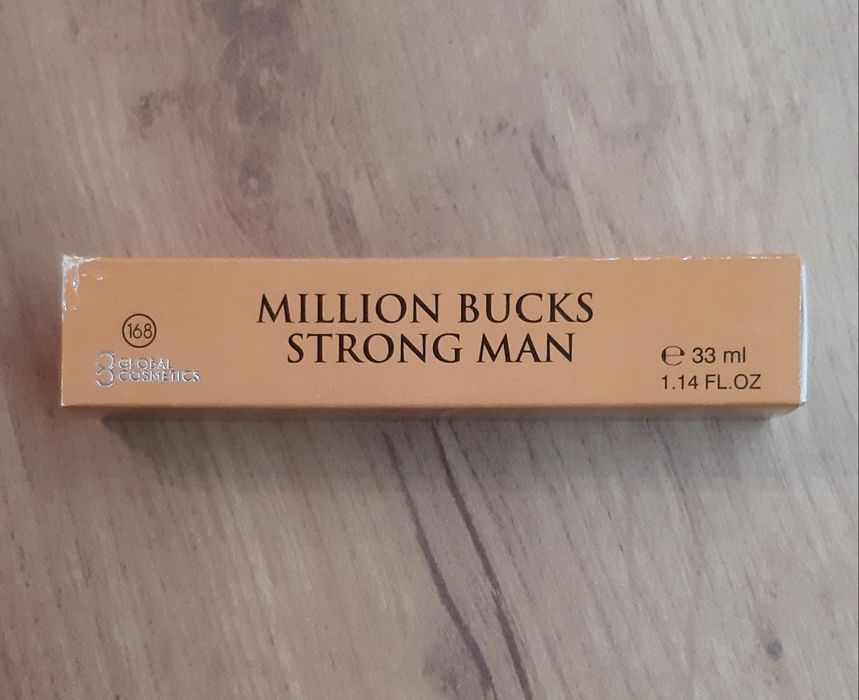 168
GLOBAL
COSMETICS
MILLION BUCKS
STRONG MAN
℮ 33 ml
1.14 FL.OZ